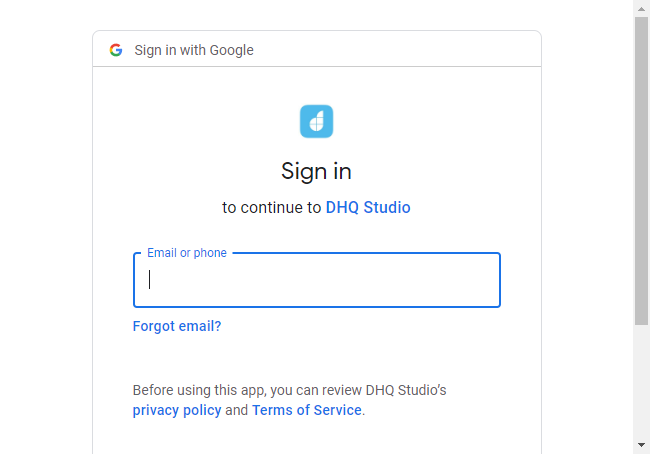 Sign in with Google
Sign in
to continue to DHQ Studio
Email or phone
Forgot email?
Before using this app, you can review DHQ Studio’s
privacy policy and Terms of Service.